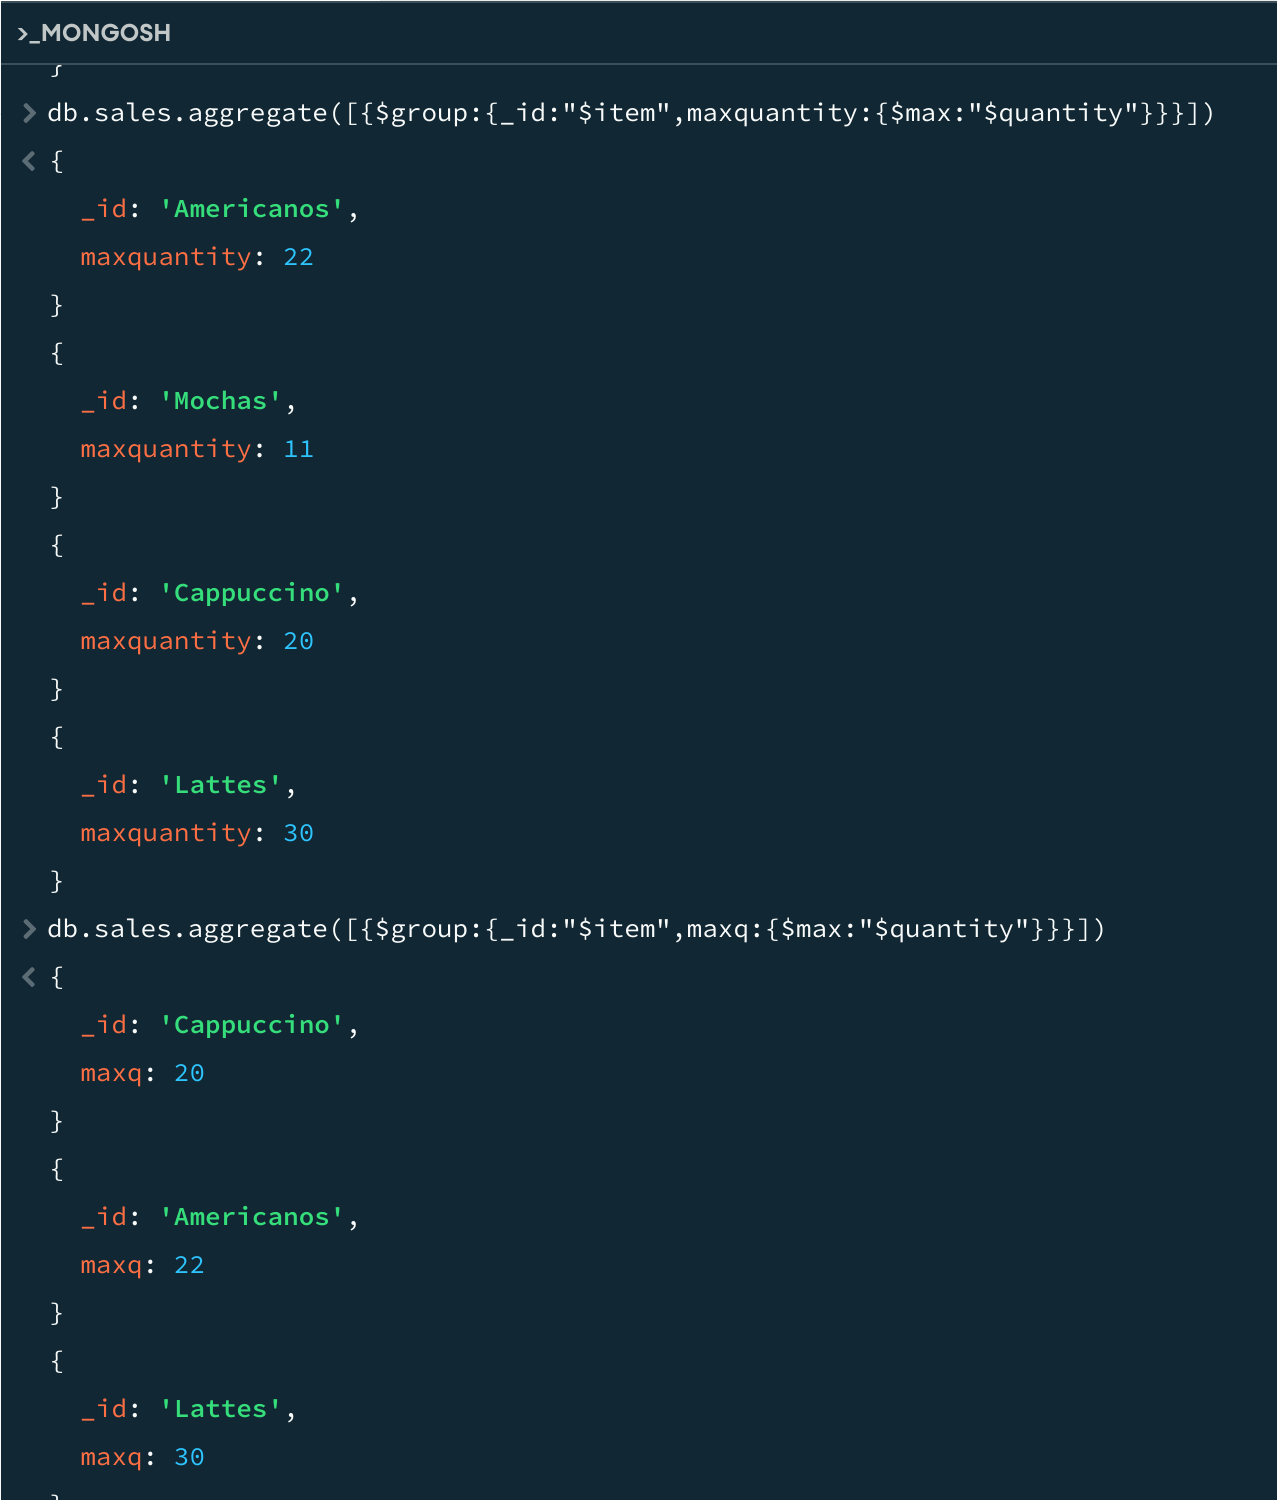 >_MONGOSH
}
> db.sales.aggregate([{$group:{_id:"$item",maxquantity:{$max:"$quantity"}}}])
< {
_id: 'Americanos',
maxquantity: 22
}
{
_id: 'Mochas',
maxquantity: 11
}
{
_id: 'Cappuccino',
maxquantity: 20
}
{
_id: 'Lattes',
maxquantity: 30
}
> db.sales.aggregate([{$group:{_id:"$item",maxq:{$max:"$quantity"}}}])
< {
_id: 'Cappuccino',
maxq: 20
}
{
_id: 'Americanos',
maxq: 22
}
{
_id: 'Lattes',
maxq: 30
}